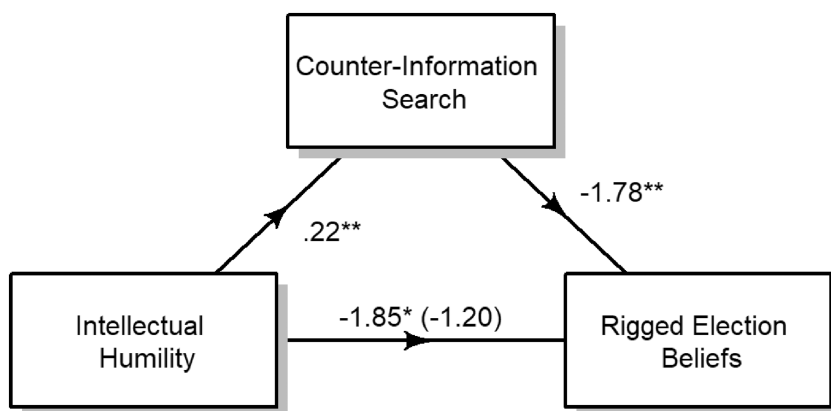 Counter-Information
Search
-1.78**
.22**
-1.85* (-1.20)
Intellectual
Humility
Rigged Election
Beliefs